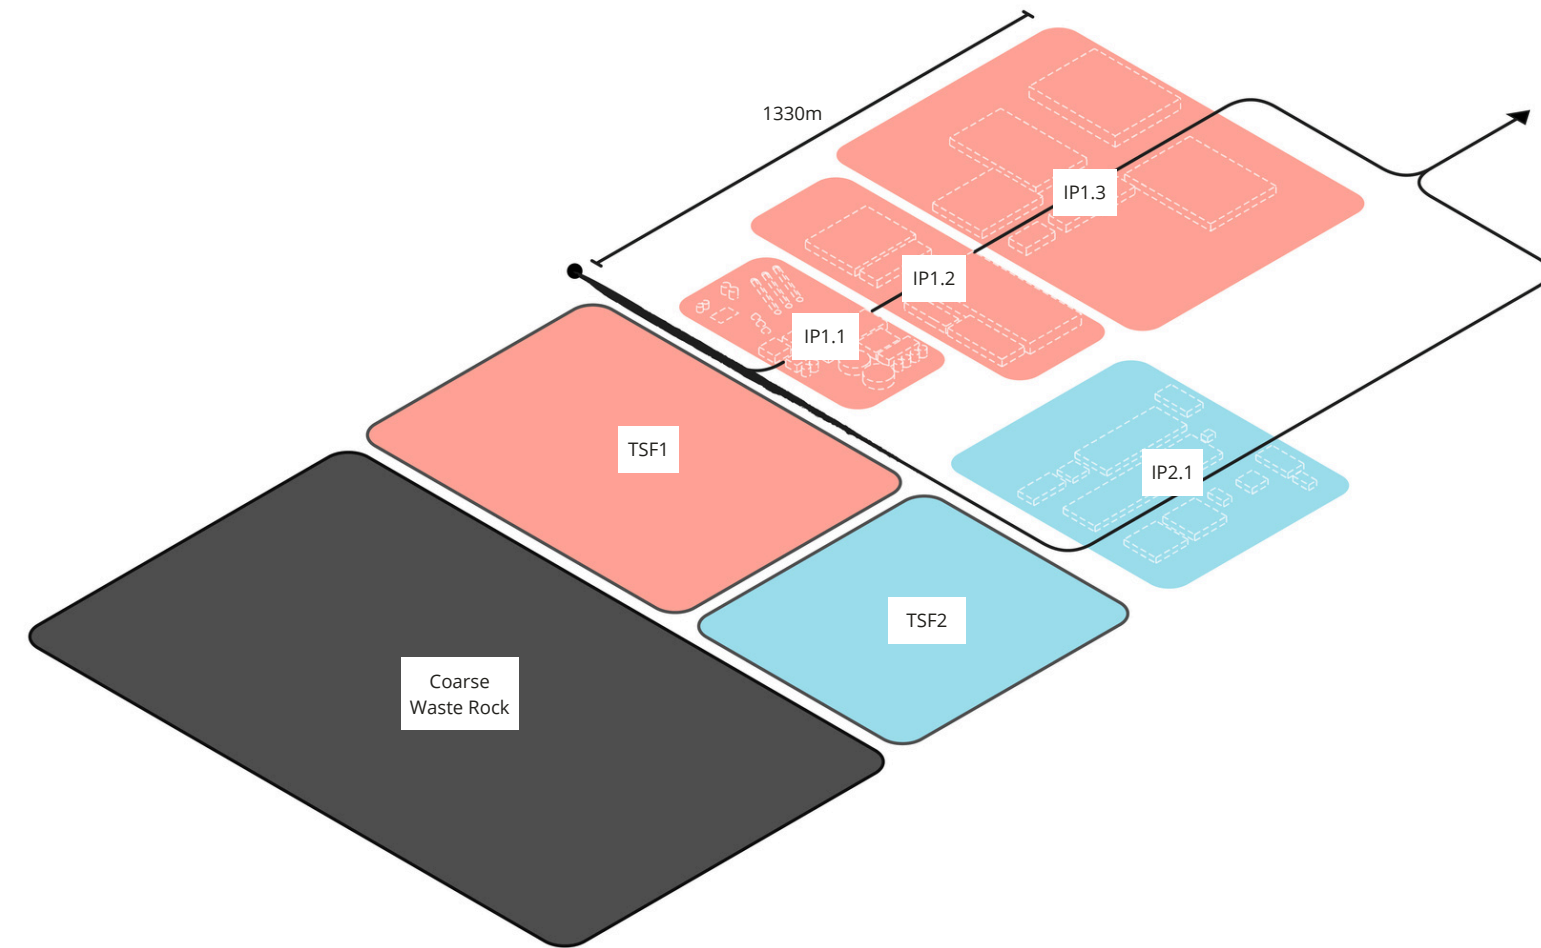 1330m
IP1.3
IP1.2
IP1.1
TSF1
IP2.1
TSF2
Coarse
Waste Rock